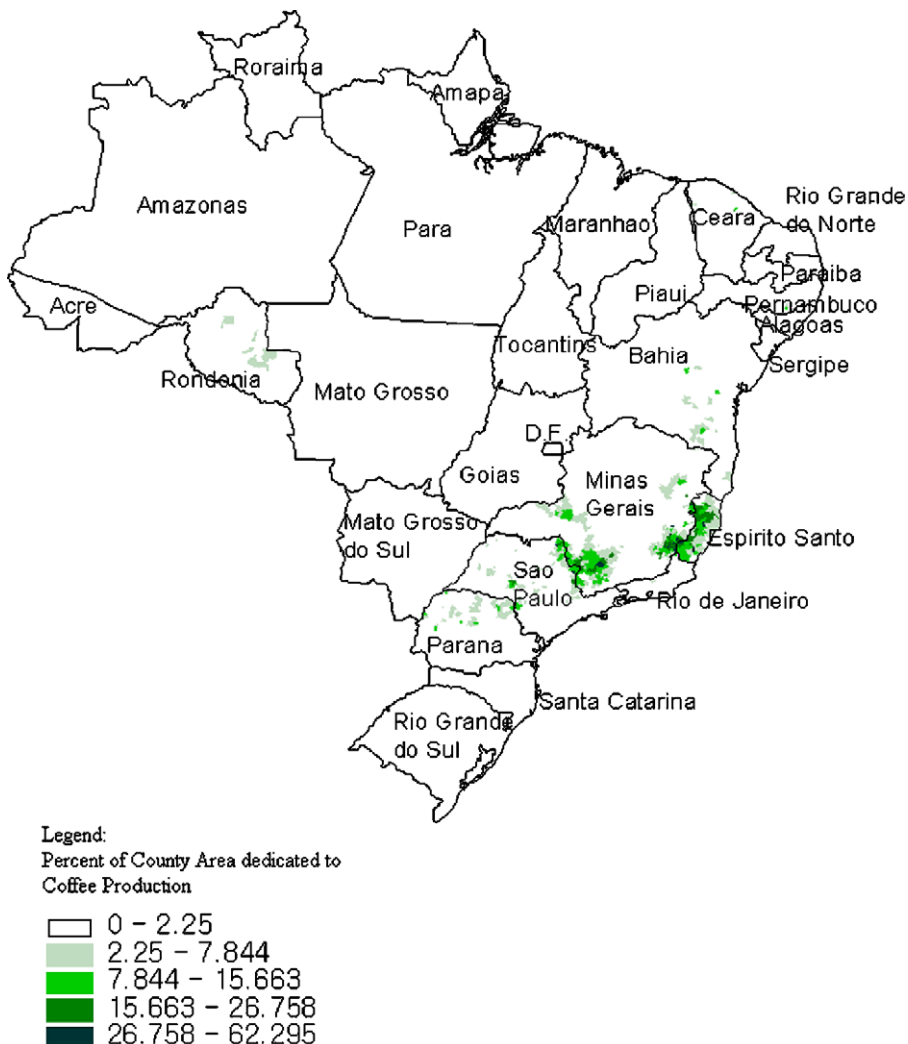 Roraima
Amapa
Amazonas
Para
Maranhao
Ceara
Rio Grande
do Norte
Paraiba
Piaui
Pernambuco
Alagoas
Acre
Tocantins
Bahia
Sergipe
Rondonia
Mato Grosso
D.F.
Goias
Minas
Gerais
Mato Grosso
do Sul
Espirito Santo
Sao
Paulo
Rio de Janeiro
Parana
Santa Catarina
Rio Grande
do Sul
Legend:
Percent of County Area dedicated to
Coffee Production
0 - 2.25
2.25 - 7.844
7.844 - 15.663
15.663 - 26.758
26.758 - 62.295